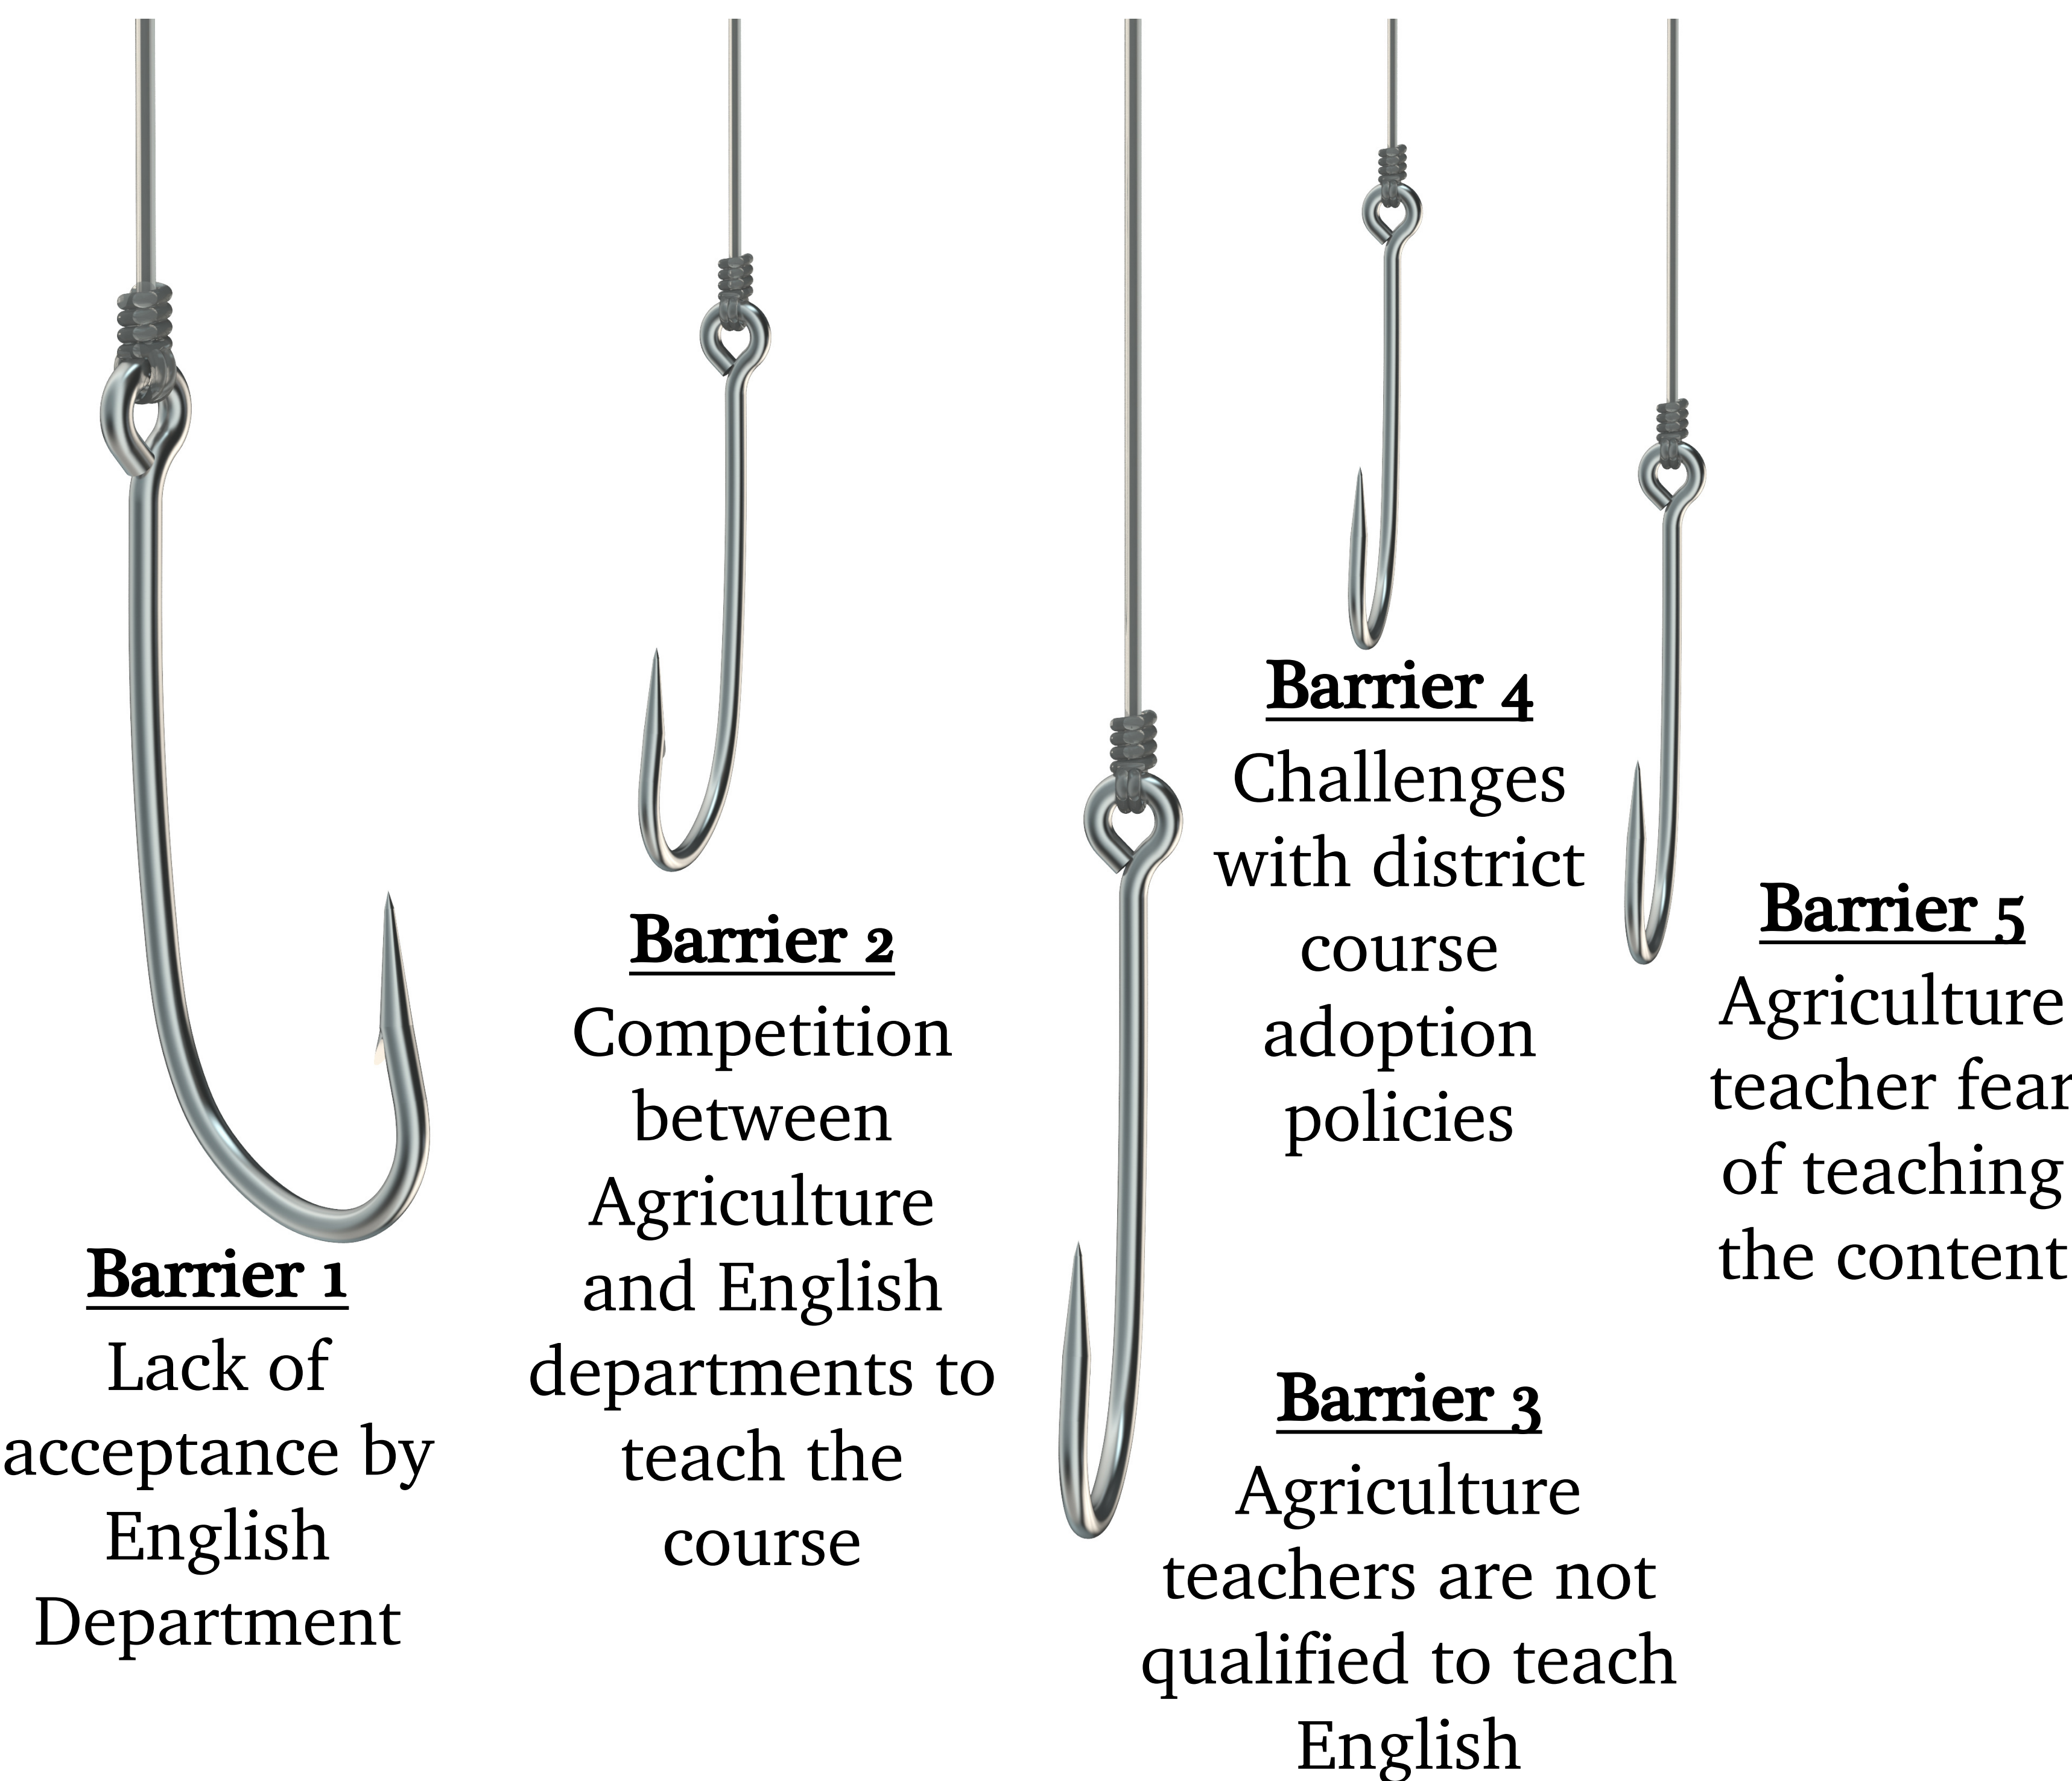 Barrier 1
Lack of
acceptance by
English
Department
Barrier 2
Competition
between
Agriculture
and English
departments to
teach the
course
Barrier 3
Agriculture
teachers are not
qualified to teach
English
Barrier 4
Challenges
with district
course
adoption
policies
Barrier 5
Agriculture
teacher fear
of teaching
the content